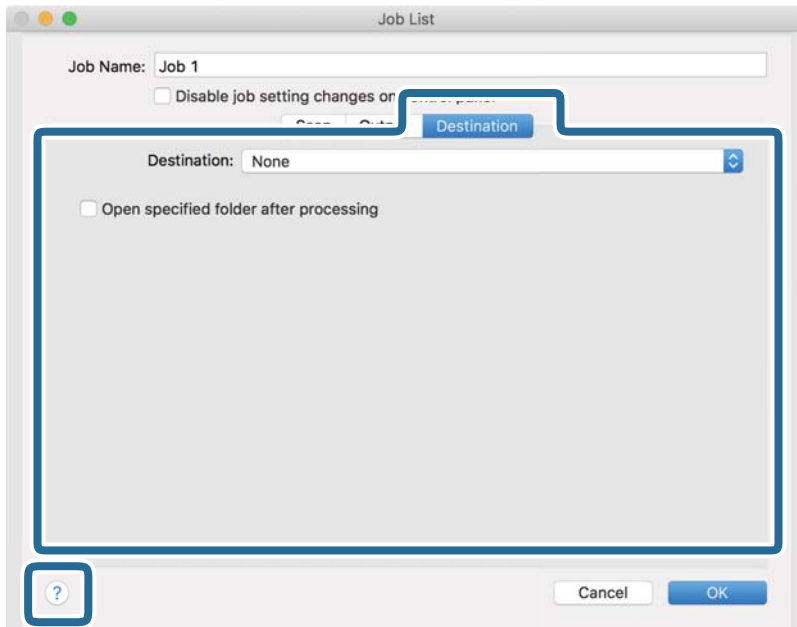 Job List
Job Name: Job 1
Disable job setting changes on
Destination
Destination: None
Open specified folder after processing
?
Cancel OK